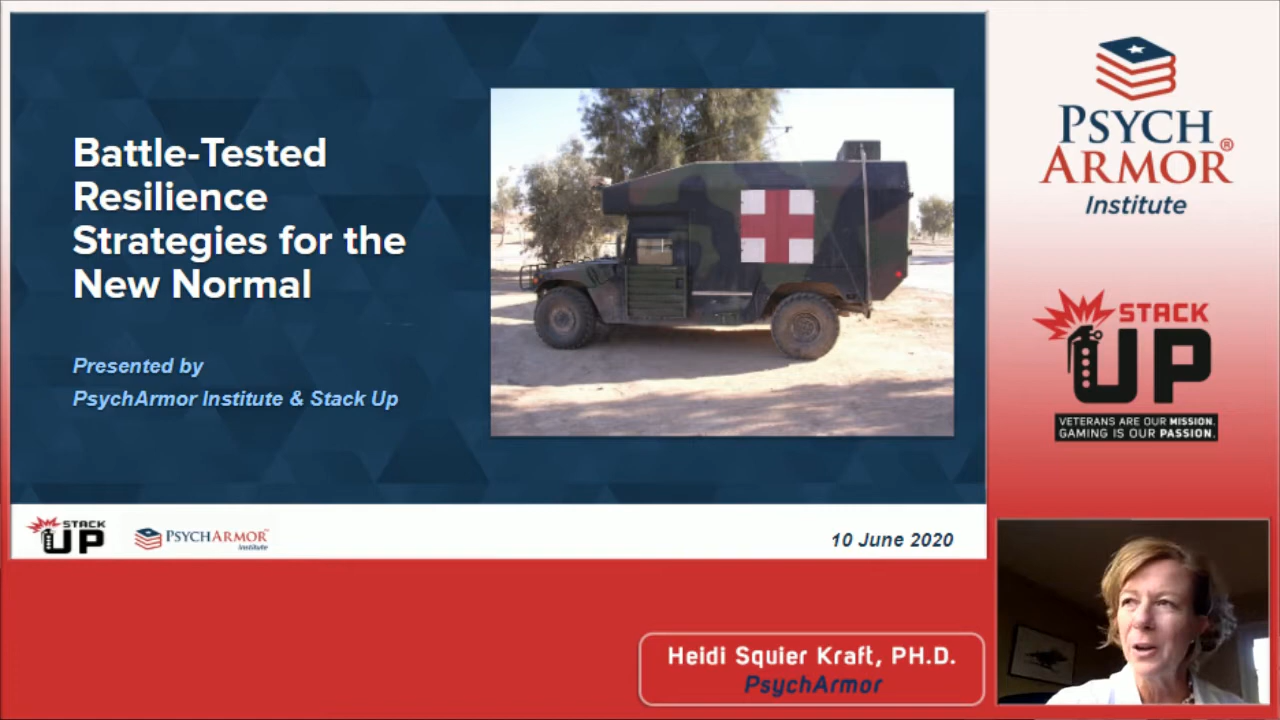 Battle-Tested
Resilience
Strategies for the
New Normal
Presented by
PsychArmor Institute & Stack Up
STACK
UP
PSYCHARMOR
Institute
10 June 2020
PSYCH
ARMOR®
Institute
STACK
UP
VETERANS ARE OUR MISSION.
GAMING IS OUR PASSION.
Heidi Squier Kraft, PH.D.
PsychArmor